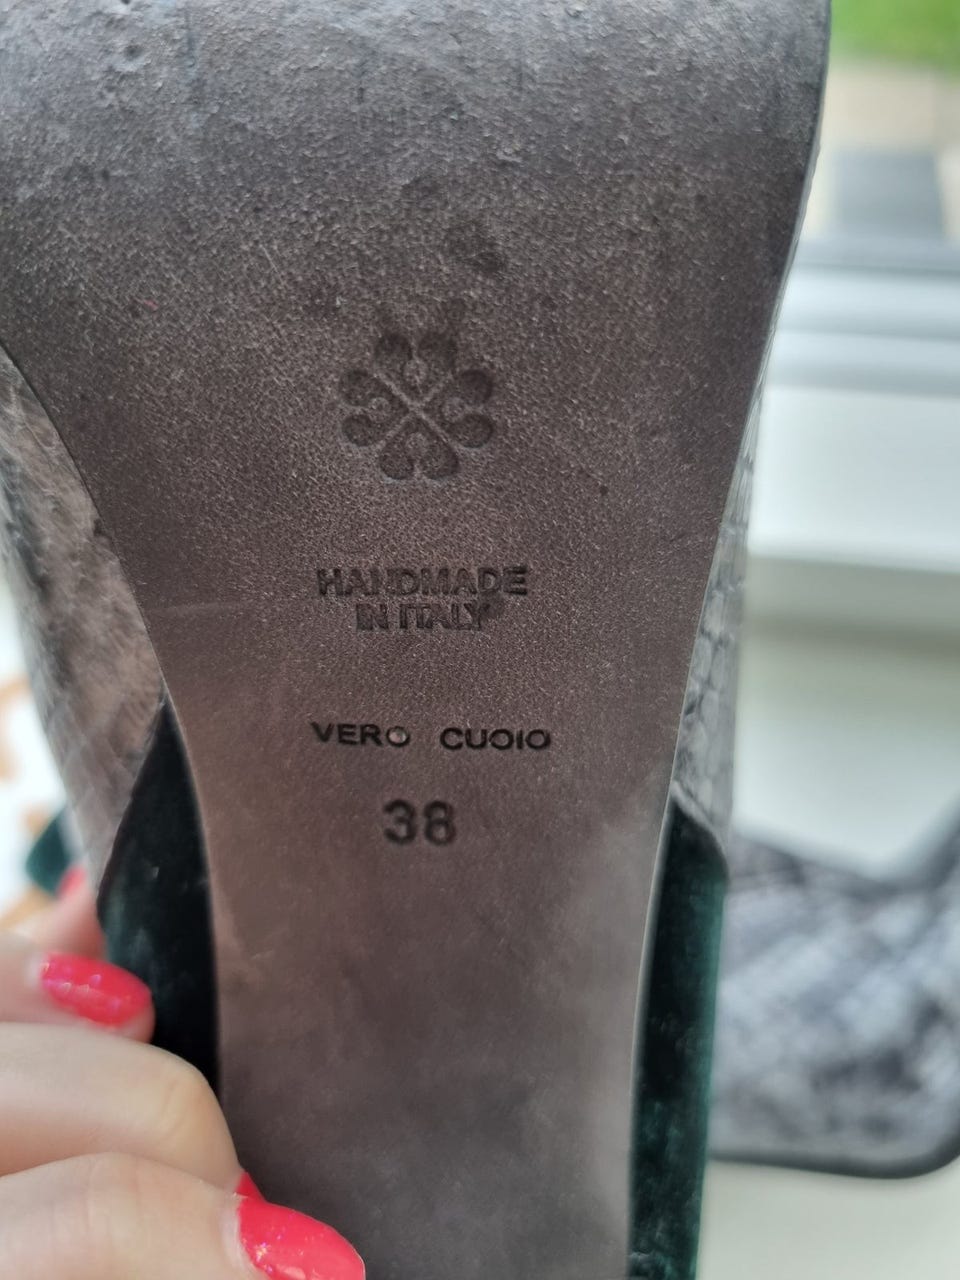 HANDMADE
IN ITALY
VERO CUOIO
38